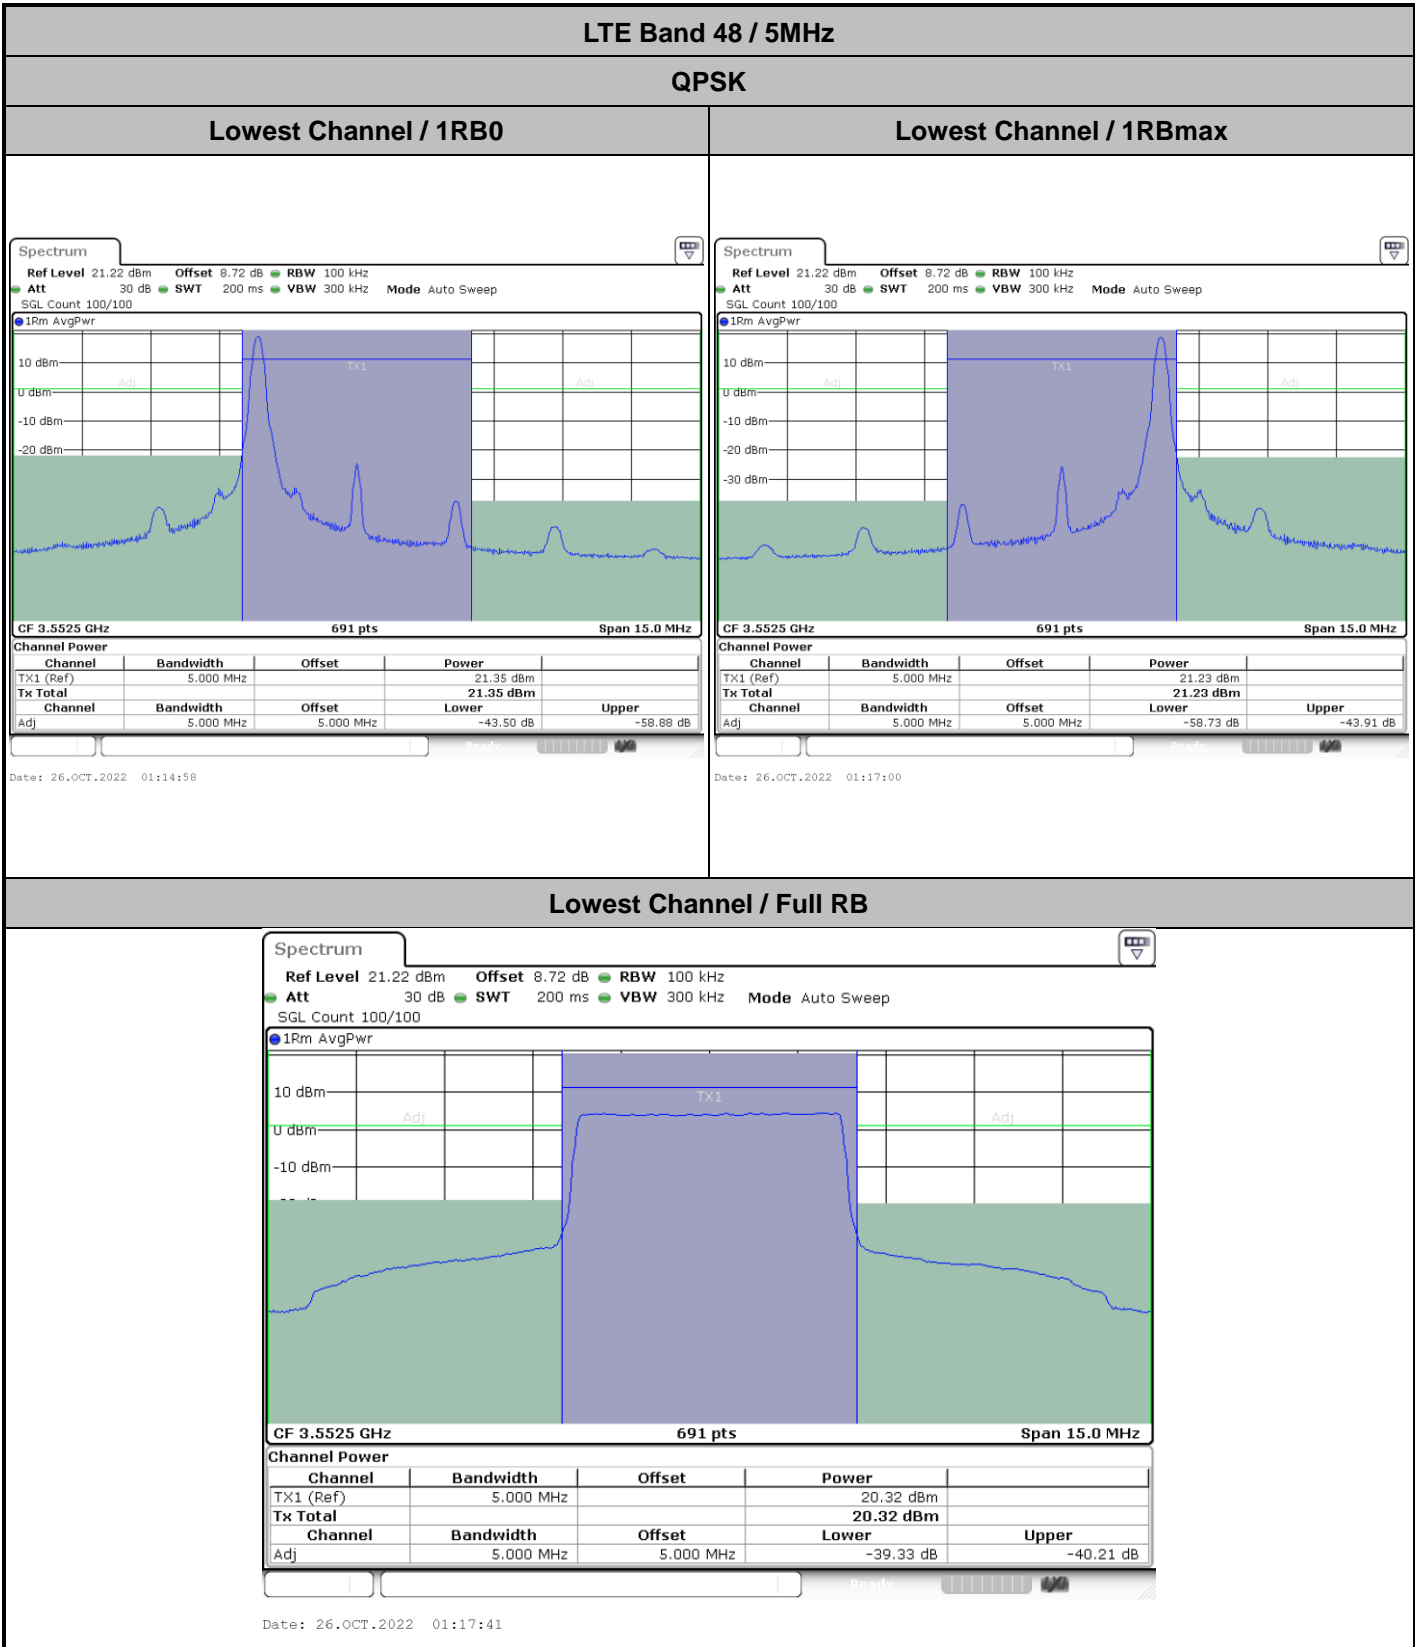 LTE Band 48 / 5MHz
QPSK
Lowest Channel / 1RB0
Lowest Channel / 1RBmax
Spectrum
Ref Level 21.22 dBm Offset 8.72 dB RBW 100 kHz
Att 30 dB SWT 200 ms VBW 300 kHz Mode Auto Sweep
SGL Count 100/100
1Rm AvgPwr
10 dBm
0 dBm
-10 dBm
-20 dBm
Adj
TX1
Adj
CF 3.5525 GHz 691 pts Span 15.0 MHz
Channel Power
Channel Bandwidth Offset Power
TX1 (Ref) 5.000 MHz 21.35 dBm
Tx Total 21.35 dBm
Channel Bandwidth Offset Lower Upper
Adj 5.000 MHz 5.000 MHz -43.50 dB -58.88 dB
Ready
Date: 26.OCT.2022 01:14:58
Spectrum
Ref Level 21.22 dBm Offset 8.72 dB RBW 100 kHz
Att 30 dB SWT 200 ms VBW 300 kHz Mode Auto Sweep
SGL Count 100/100
1Rm AvgPwr
10 dBm
0 dBm
-10 dBm
-20 dBm
-30 dBm
Adj
TX1
Adj
CF 3.5525 GHz 691 pts Span 15.0 MHz
Channel Power
Channel Bandwidth Offset Power
TX1 (Ref) 5.000 MHz 21.23 dBm
Tx Total 21.23 dBm
Channel Bandwidth Offset Lower Upper
Adj 5.000 MHz 5.000 MHz -58.73 dB -43.91 dB
Ready
Date: 26.OCT.2022 01:17:00
Lowest Channel / Full RB
Spectrum
Ref Level 21.22 dBm Offset 8.72 dB RBW 100 kHz
Att 30 dB SWT 200 ms VBW 300 kHz Mode Auto Sweep
SGL Count 100/100
1Rm AvgPwr
10 dBm
0 dBm
-10 dBm
Adj
TX1
Adj
CF 3.5525 GHz 691 pts Span 15.0 MHz
Channel Power
Channel Bandwidth Offset Power
TX1 (Ref) 5.000 MHz 20.32 dBm
Tx Total 20.32 dBm
Channel Bandwidth Offset Lower Upper
Adj 5.000 MHz 5.000 MHz -39.33 dB -40.21 dB
Ready
Date: 26.OCT.2022 01:17:41